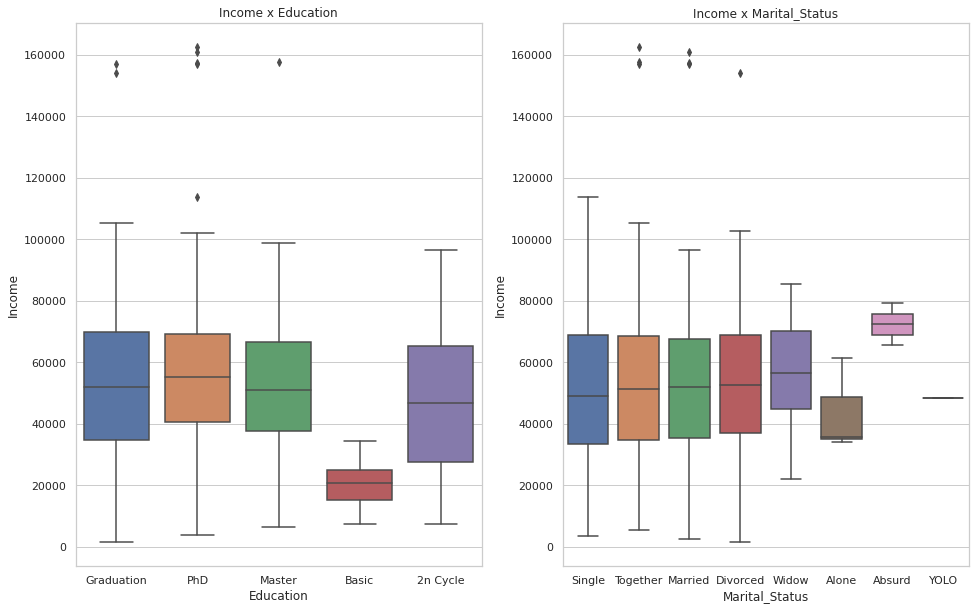 Income x Education
160000
140000
120000
100000
80000
60000
40000
20000
0
Income
Graduation PhD Master Basic 2n Cycle
Education
Income x Marital_Status
160000
140000
120000
100000
80000
60000
40000
20000
0
Income
Single Together Married Divorced Widow Alone Absurd YOLO
Marital_Status